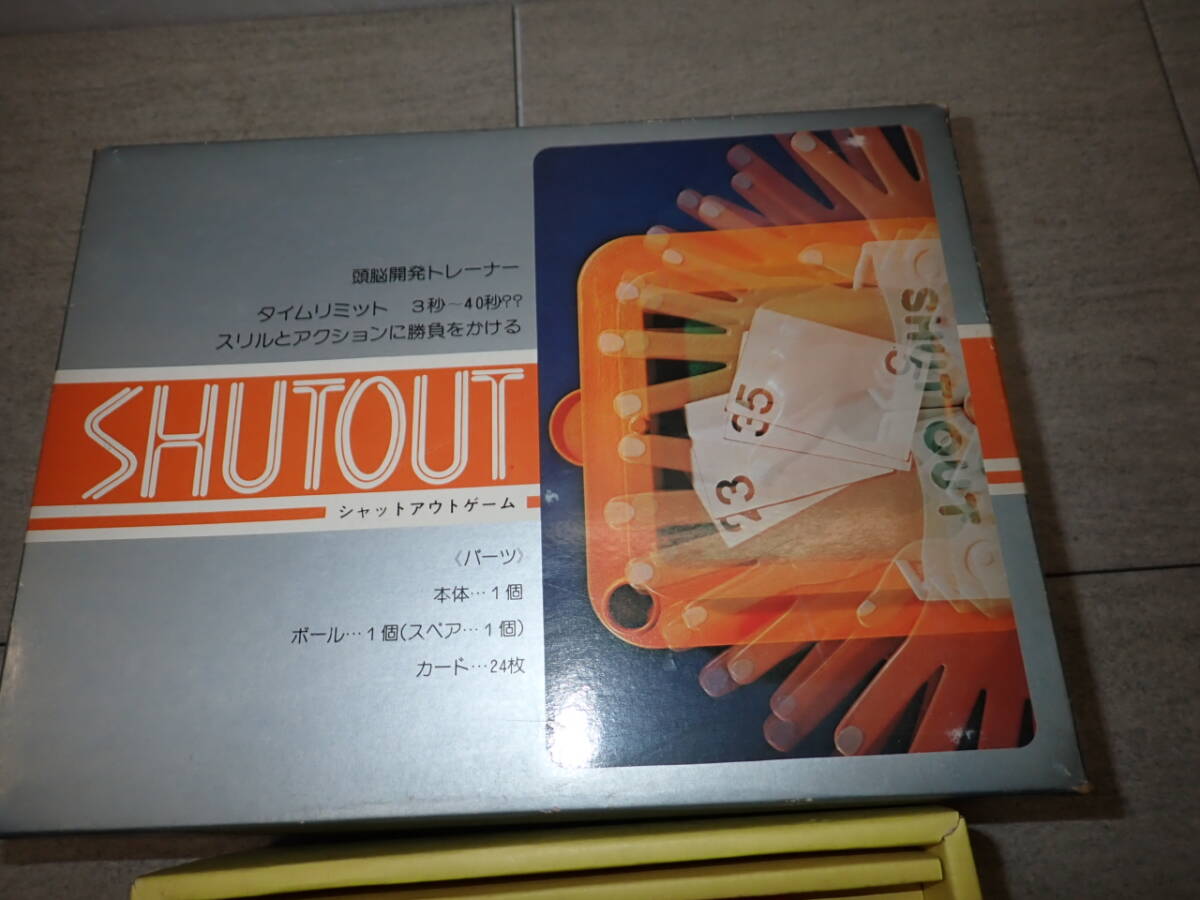 頭脳開発トレーナー
タイムリミット 3秒〜40秒??
スリルとアクションに勝負をかける
SHUTOUT
シャットアウトゲーム
《パーツ》
本体…1個
ボール…1個(スペア…1個)
カード…24枚
35
23
SHUTOUT